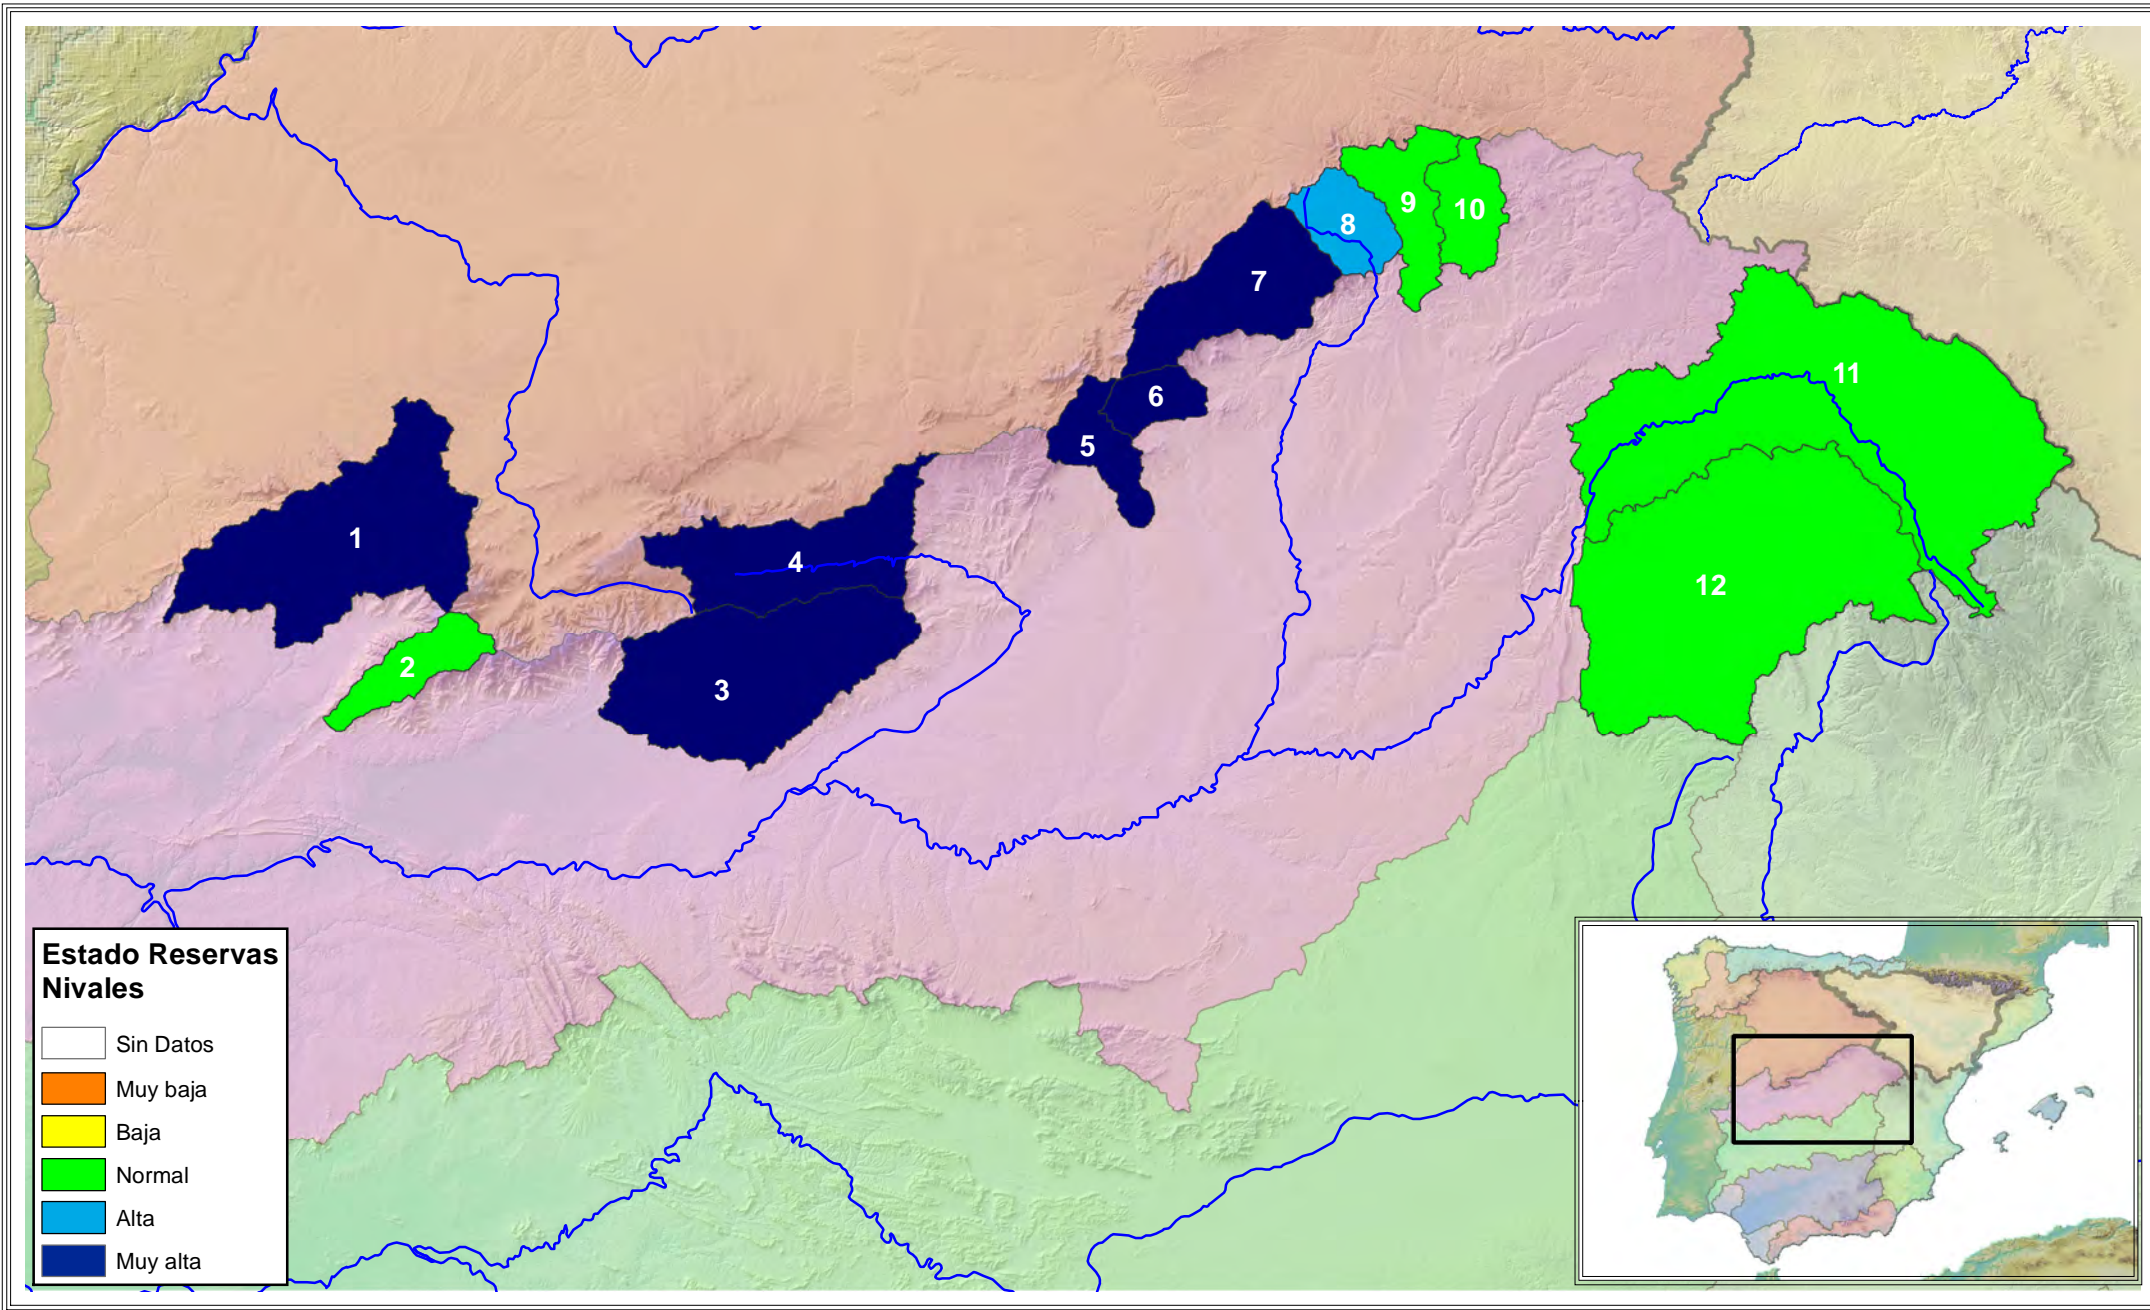 8
9
10
7
11
6
5
1
4
12
2
3
Estado Reservas
Nivales
Sin Datos
Muy baja
Baja
Normal
Alta
Muy alta